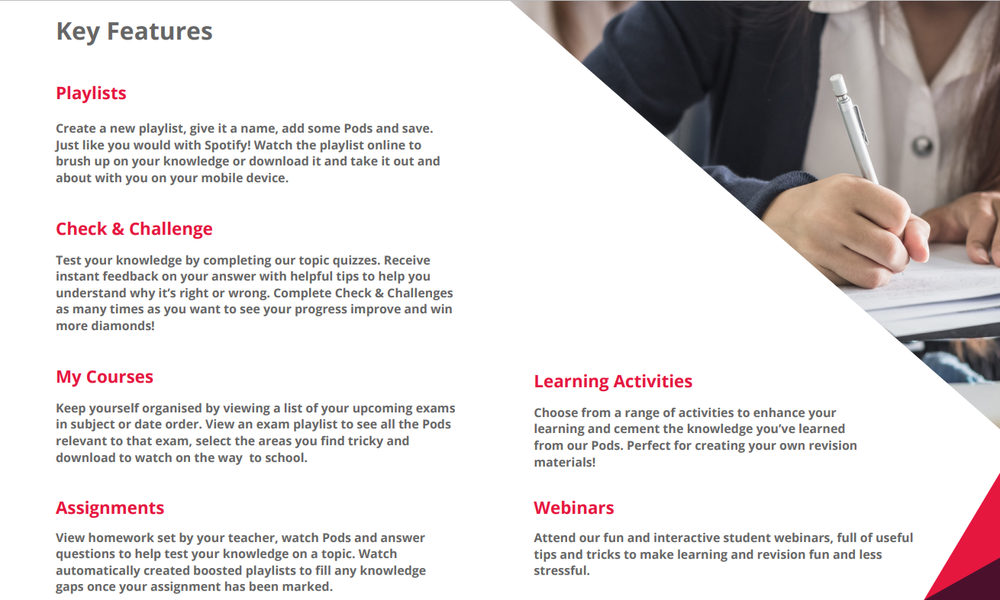 Key Features
Playlists
Create a new playlist, give it a name, add some Pods and save.
Just like you would with Spotify! Watch the playlist online to
brush up on your knowledge or download it and take it out and
about with you on your mobile device.
Check & Challenge
Test your knowledge by completing our topic quizzes. Receive
instant feedback on your answer with helpful tips to help you
understand why it’s right or wrong. Complete Check & Challenges
as many times as you want to see your progress improve and win
more diamonds!
My Courses
Keep yourself organised by viewing a list of your upcoming exams
in subject or date order. View an exam playlist to see all the Pods
relevant to that exam, select the areas you find tricky and
download to watch on the way  to school.
Assignments
View homework set by your teacher, watch Pods and answer
questions to help test your knowledge on a topic. Watch
automatically created boosted playlists to fill any knowledge
gaps once your assignment has been marked.
Learning Activities
Choose from a range of activities to enhance your
learning and cement the knowledge you’ve learned
from our Pods. Perfect for creating your own revision
materials!
Webinars
Attend our fun and interactive student webinars, full of useful
tips and tricks to make learning and revision fun and less
stressful.